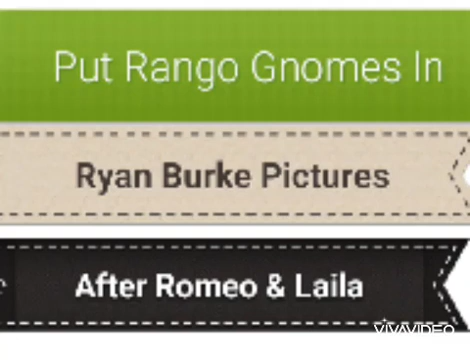 Put Rango Gnomes In
Ryan Burke Pictures
After Romeo & Laila
VIVAVIDEO